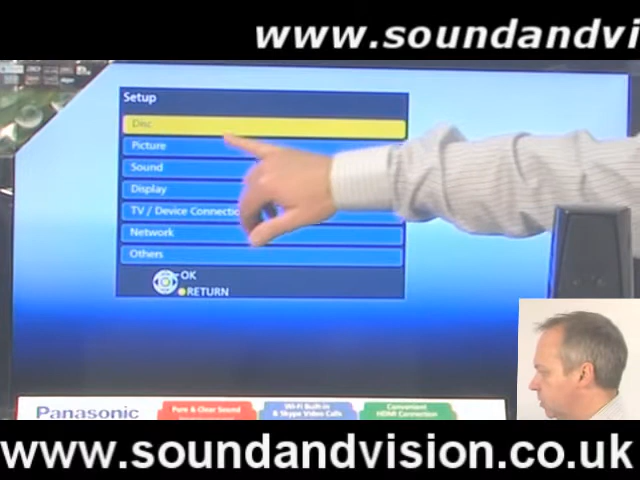 www.soundandvi
Setup
Disc
Picture
Sound
Display
TV / Device Connectio
Network
Others
OK
RETURN
Panasonic
Pure & Clear Sound
Wi-Fi Built-in
& Skype Video Calls
Convenient
HDMI Connection
www.soundandvision.co.uk